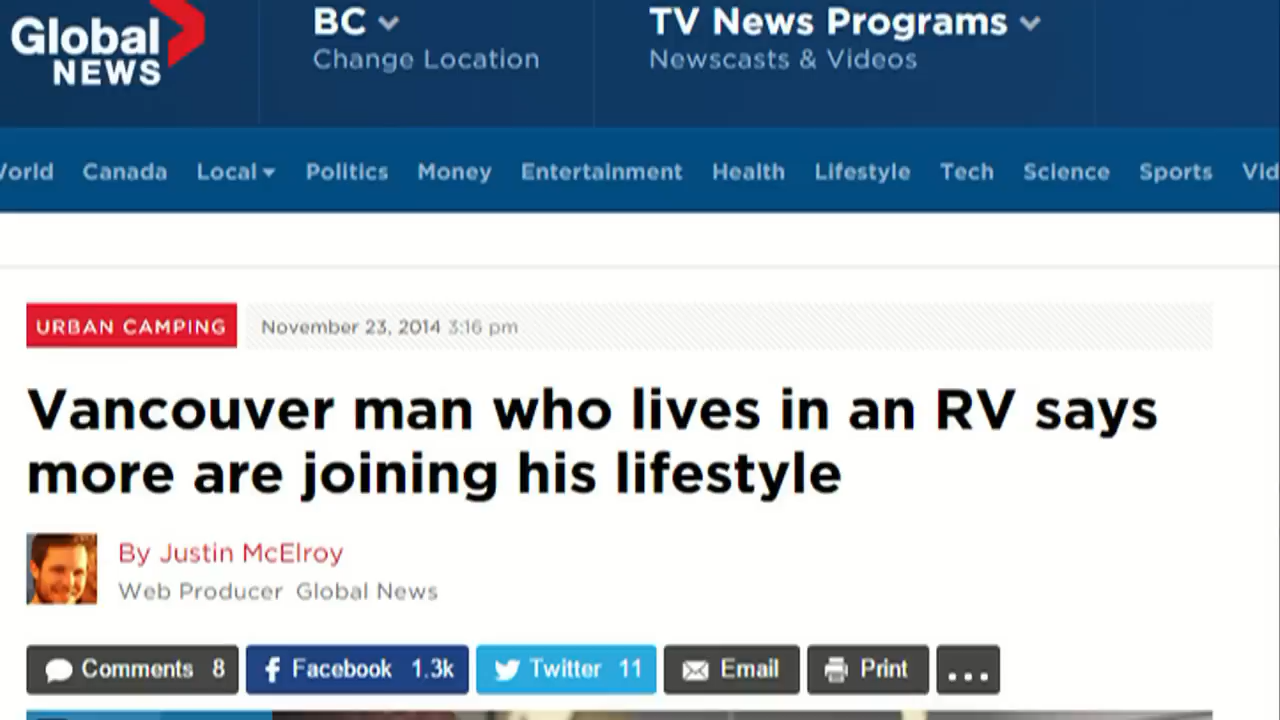 Global
NEWS
BC
Change Location
TV News Programs
Newscasts & Videos
World Canada Local Politics Money Entertainment Health Lifestyle Tech Science Sports Vid
URBAN CAMPING
November 23, 2014 3:16 pm
Vancouver man who lives in an RV says
more are joining his lifestyle
By Justin McElroy
Web Producer Global News
Comments 8 Facebook 1.3k Twitter 11 Email Print ...